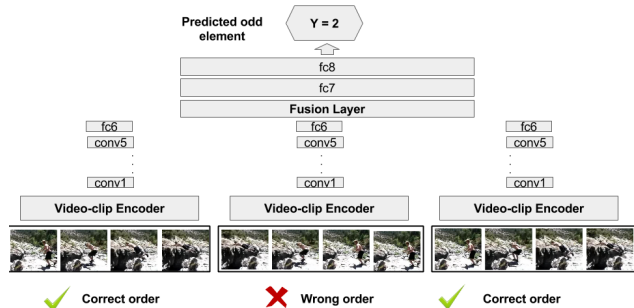 Predicted odd
element
Y = 2
fc8
fc7
Fusion Layer
fc6 fc6 fc6
conv5 conv5 conv5
conv1 conv1 conv1
Video-clip Encoder Video-clip Encoder Video-clip Encoder
Correct order Wrong order Correct order